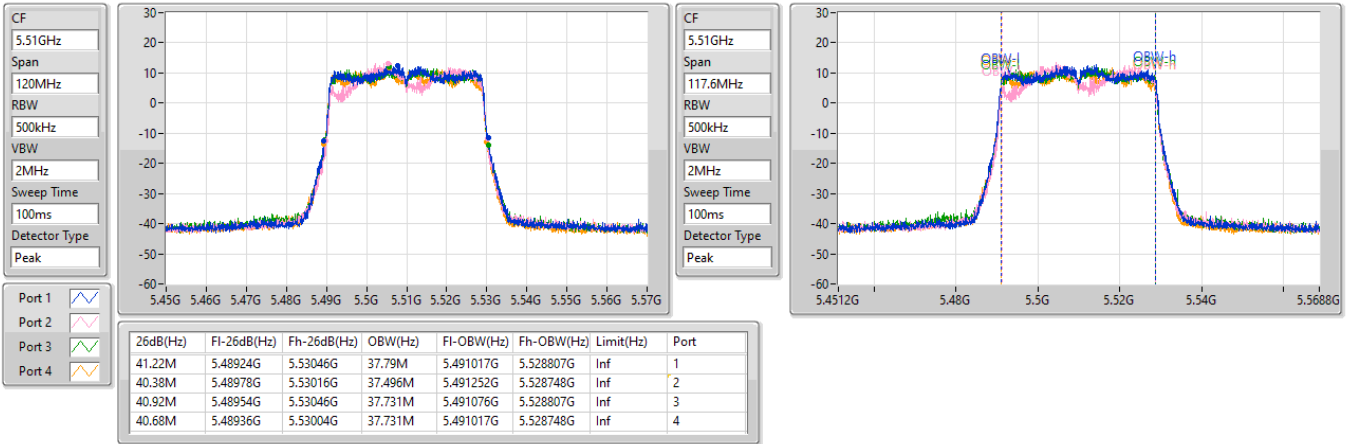 CF
5.51GHz
Span
120MHz
RBW
500kHz
VBW
2MHz
Sweep Time
100ms
Detector Type
Peak
Port 1
Port 2
Port 3
Port 4
30
20
10
0
-10
-20
-30
-40
-50
-60
5.45G 5.46G 5.47G 5.48G 5.49G 5.5G 5.51G 5.52G 5.53G 5.54G 5.55G 5.56G 5.57G
CF
5.51GHz
Span
117.6MHz
RBW
500kHz
VBW
2MHz
Sweep Time
100ms
Detector Type
Peak
30
20
10
0
-10
-20
-30
-40
-50
-60
OBW-l OBW-h
5.4512G 5.48G 5.5G 5.52G 5.54G 5.5688G
26dB(Hz) Fl-26dB(Hz) Fh-26dB(Hz) OBW(Hz) Fl-OBW(Hz) Fh-OBW(Hz) Limit(Hz) Port
41.22M 5.48924G 5.53046G 37.79M 5.491017G 5.528807G Inf 1
40.38M 5.48978G 5.53016G 37.496M 5.491252G 5.528748G Inf 2
40.92M 5.48954G 5.53046G 37.731M 5.491076G 5.528807G Inf 3
40.68M 5.48936G 5.53004G 37.731M 5.491017G 5.528748G Inf 4